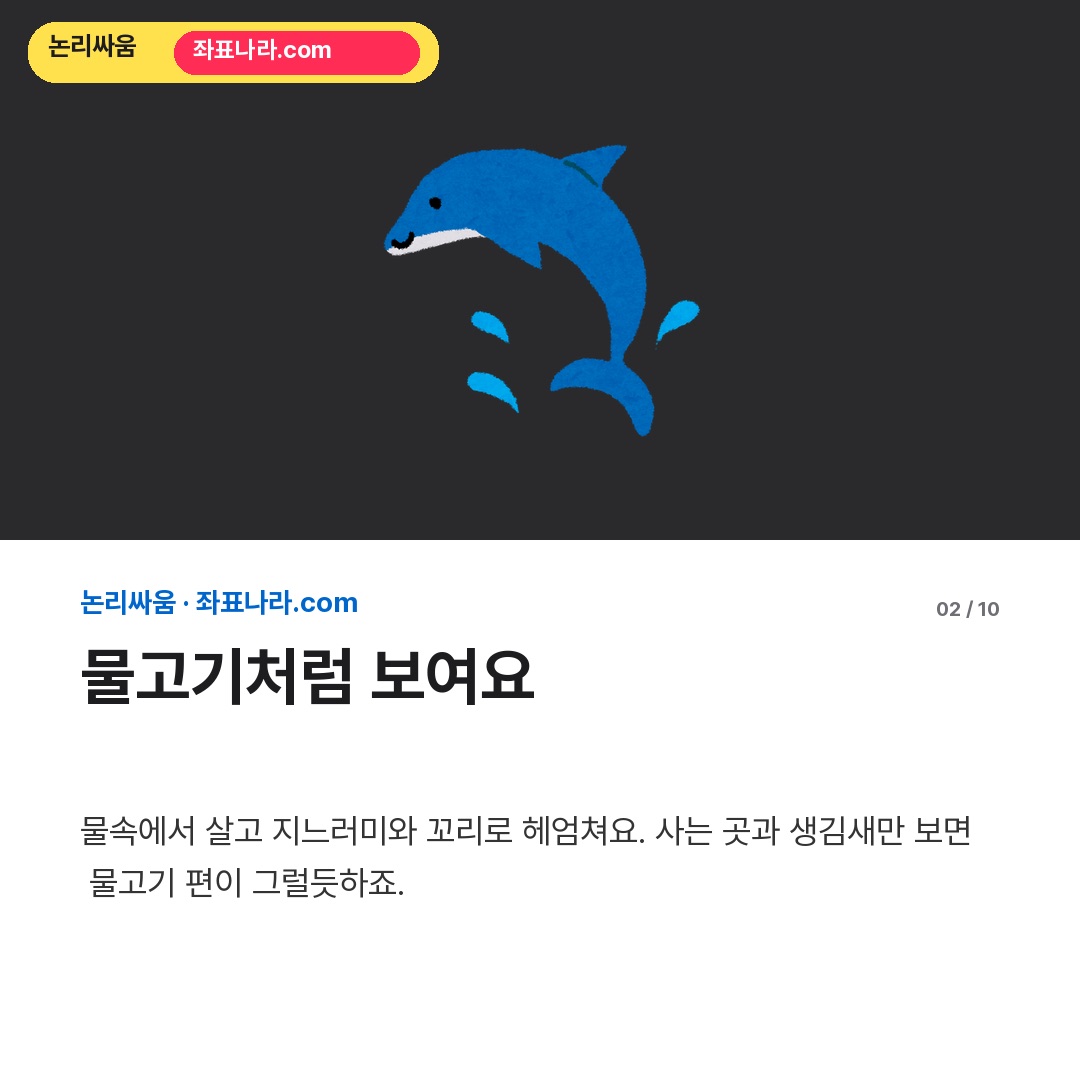 논리싸움 좌표나라.com
논리싸움 · 좌표나라.com
02 / 10
물고기처럼 보여요
물속에서 살고 지느러미와 꼬리로 헤엄쳐요. 사는 곳과 생김새만 보면
물고기 편이 그럴듯하죠.